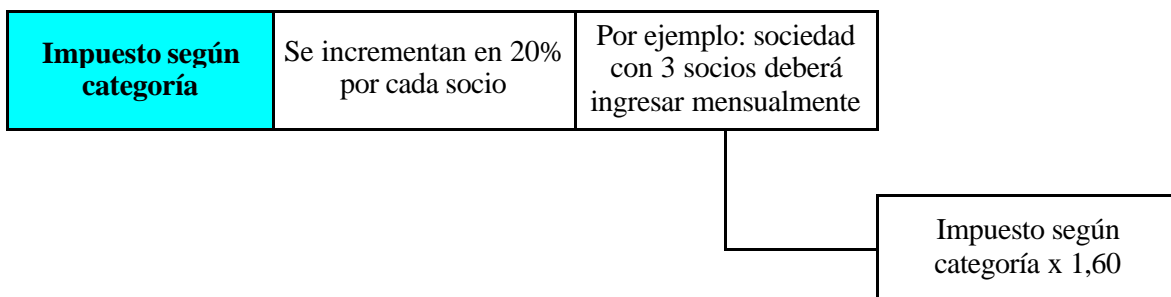 Impuesto según
categoría
Se incrementan en 20%
por cada socio
Por ejemplo: sociedad
con 3 socios deberá
ingresar mensualmente
Impuesto según
categoría x 1,60